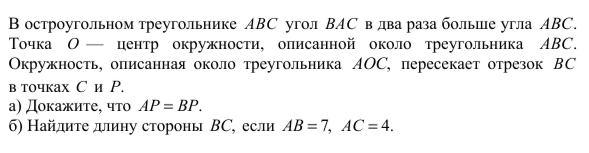 В остроугольном треугольнике ABC угол BAC в два раза больше угла ABC.
Точка O — центр окружности, описанной около треугольника ABC.
Окружность, описанная около треугольника AOC, пересекает отрезок BC
в точках C и P.
а) Докажите, что AP = BP.
б) Найдите длину стороны BC, если AB = 7, AC = 4.